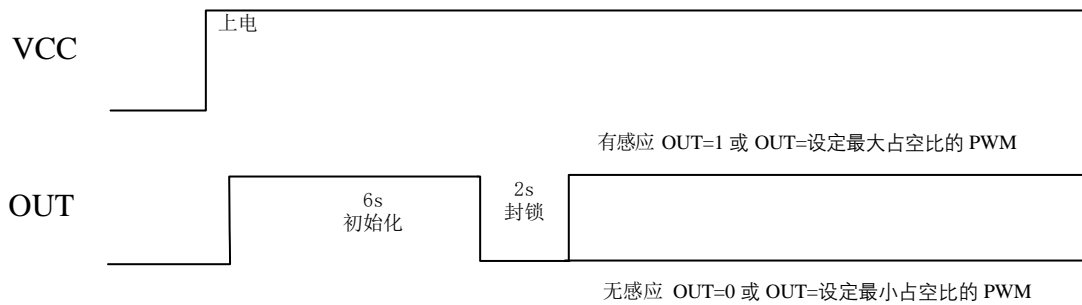 上电
VCC
有感应 OUT=1 或 OUT=设定最大占空比的 PWM
OUT
6s
初始化
2s
封锁
无感应 OUT=0 或 OUT=设定最小占空比的 PWM